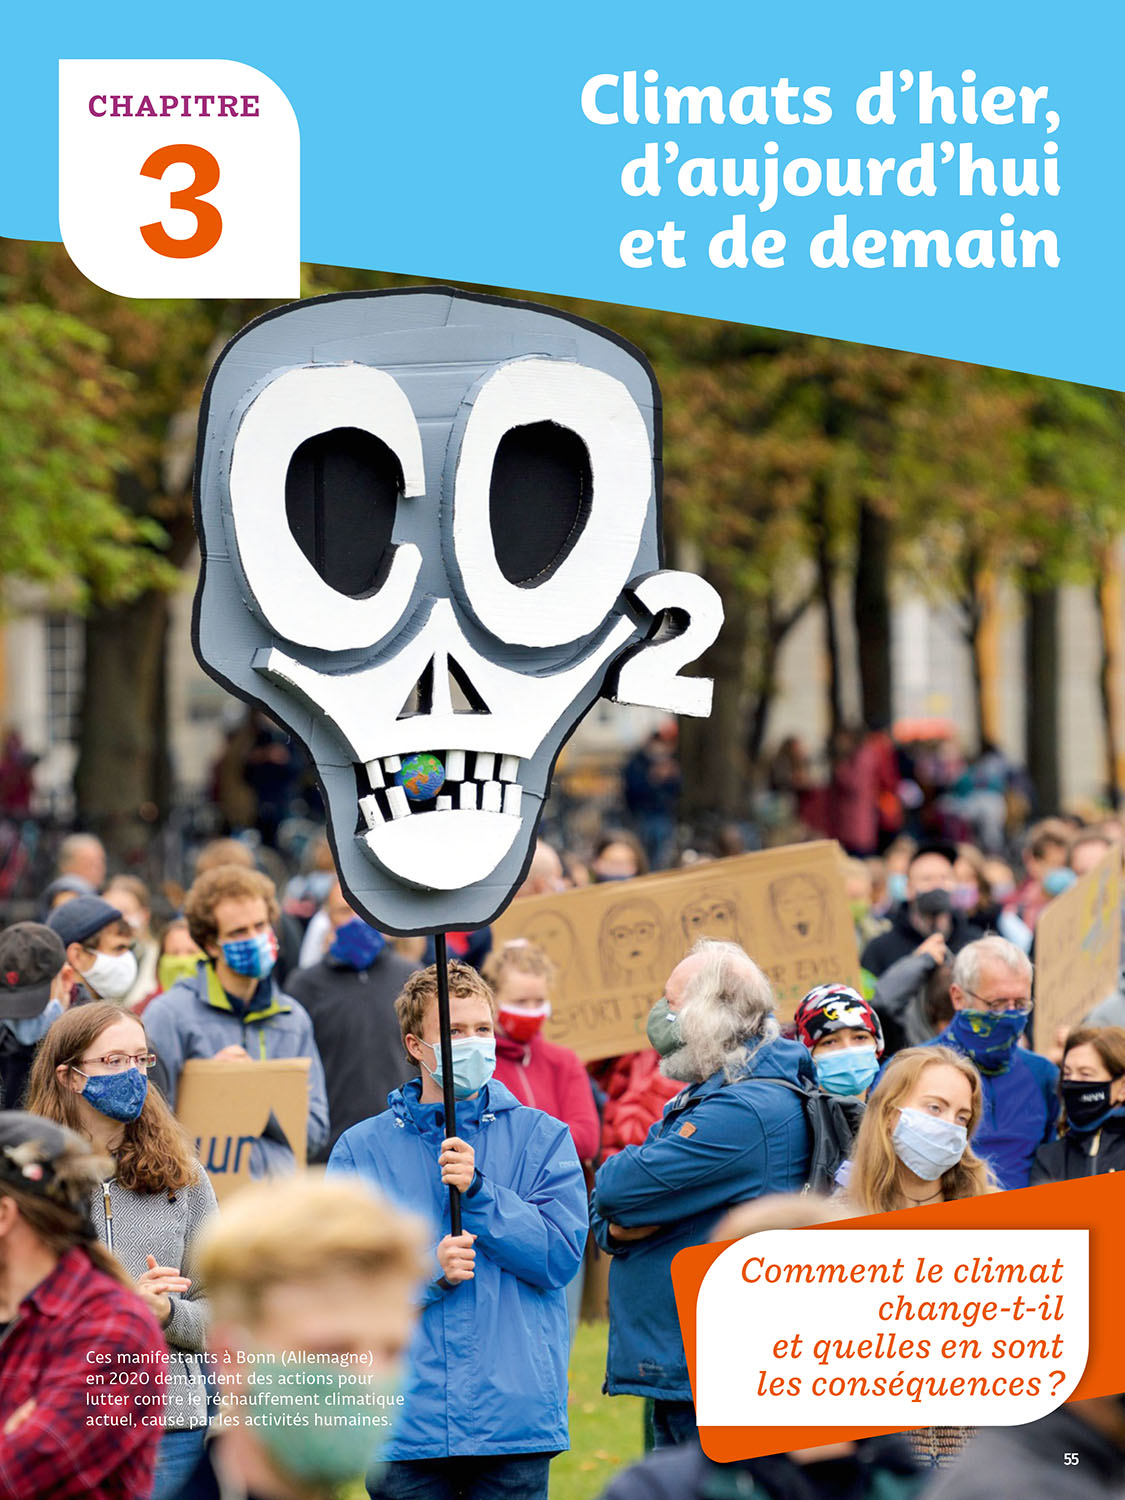 CHAPITRE
3
Climats d’hier,
d’aujourd’hui
et de demain
CO2
Comment le climat
change-t-il
et quelles en sont
les conséquences ?
Ces manifestants à Bonn (Allemagne)
en 2020 demandent des actions pour
lutter contre le réchauffement climatique
actuel, causé par les activités humaines.
55